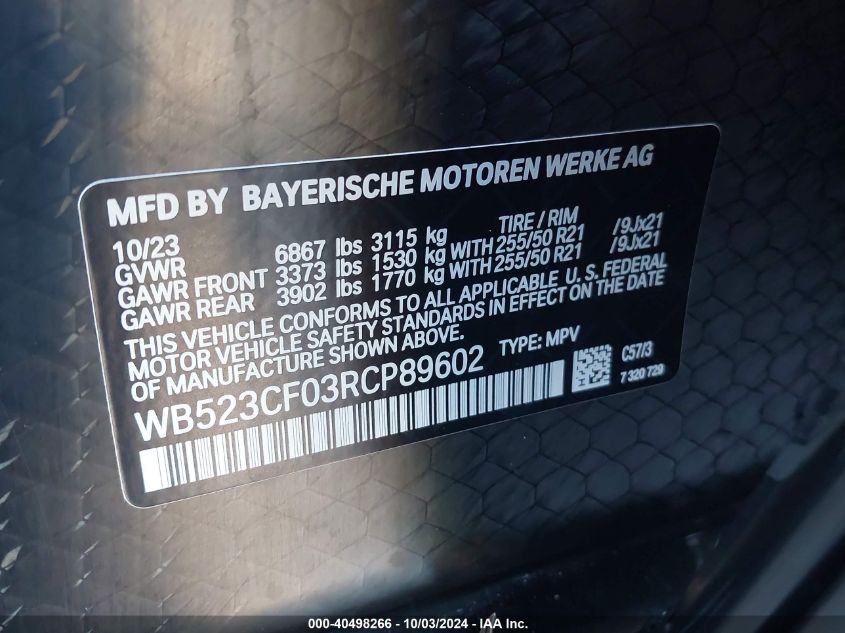 MFD BY BAYERISCHE MOTOREN WERKE AG
10/23 TIRE / RIM
GVWR 6867 lbs 3115 kg
GAWR FRONT 3373 lbs 1530 kg WITH 255/50 R21 /9Jx21
GAWR REAR 3902 lbs 1770 kg WITH 255/50 R21 /9Jx21
THIS VEHICLE CONFORMS TO ALL APPLICABLE U. S. FEDERAL
MOTOR VEHICLE SAFETY STANDARDS IN EFFECT ON THE DATE
OF MANUFACTURE SHOWN ABOVE.
WB523CF03RCP89602 TYPE: MPV
C57/3
7 320 729
000-40498266 - 10/03/2024 - IAA Inc.